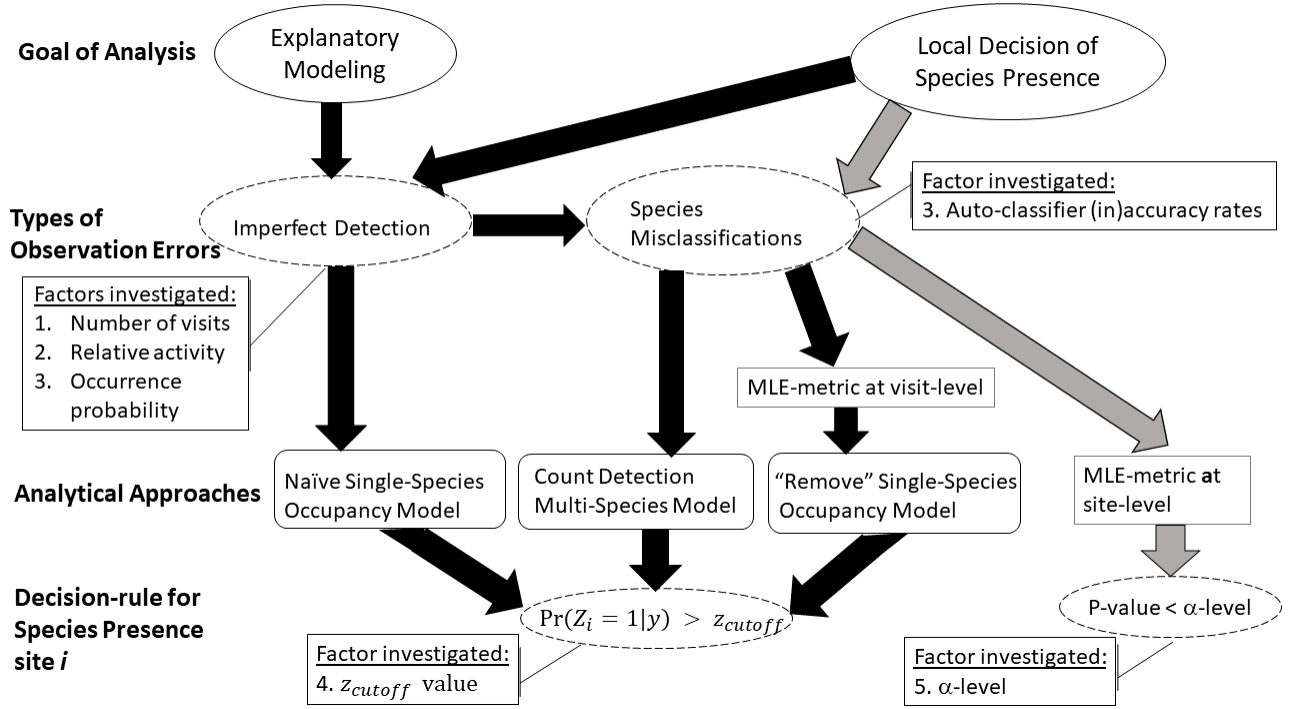 Goal of Analysis
Explanatory
Modeling
Local Decision of
Species Presence
Types of
Observation Errors
Imperfect Detection
Species
Misclassifications
Factor investigated:
3. Auto-classifier (in)accuracy rates
Factors investigated:
1. Number of visits
2. Relative activity
3. Occurrence
probability
MLE-metric at visit-level
Analytical Approaches
Naïve Single-Species
Occupancy Model
Count Detection
Multi-Species Model
“Remove” Single-Species
Occupancy Model
MLE-metric at
site-level
Decision-rule for
Species Presence
site i
Pr(Zᵢ = 1|y) > z_cutoff
P-value < α-level
Factor investigated:
4. z_cutoff value
Factor investigated:
5. α-level